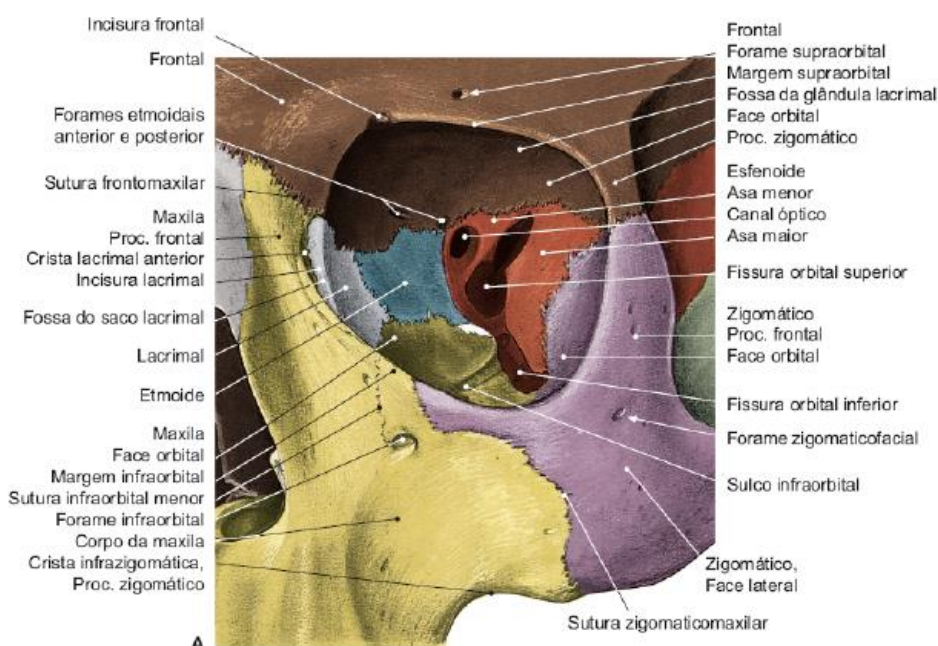 Incisura frontal
Frontal
Forames etmoidais
anterior e posterior
Sutura frontomaxilar
Maxila
Proc. frontal
Crista lacrimal anterior
Incisura lacrimal
Fossa do saco lacrimal
Lacrimal
Etmoide
Maxila
Face orbital
Margem infraorbital
Sutura infraorbital menor
Forame infraorbital
Corpo da maxila
Crista infrazigomática,
Proc. zigomático
A
Frontal
Forame supraorbital
Margem supraorbital
Fossa da glândula lacrimal
Face orbital
Proc. zigomático
Esfenoide
Asa menor
Canal óptico
Asa maior
Fissura orbital superior
Zigomático
Proc. frontal
Face orbital
Fissura orbital inferior
Forame zigomaticofacial
Sulco infraorbital
Zigomático,
Face lateral
Sutura zigomaticomaxilar